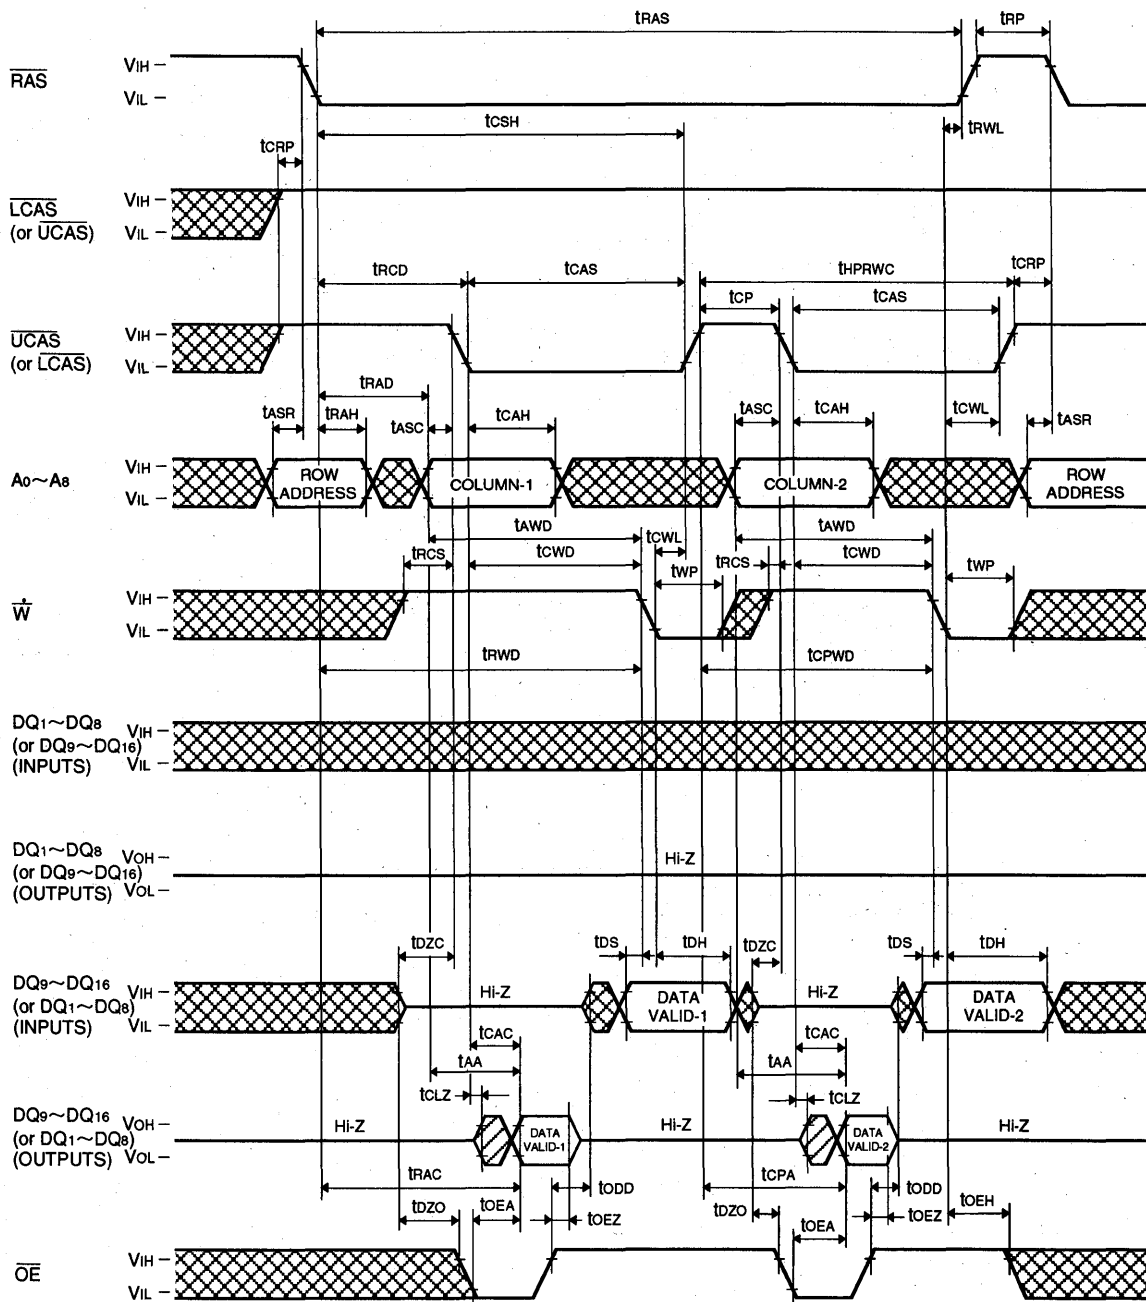 tRAS
tRP
RAS
VIH
VIL
tCSH
tRWL
tCRP
LCAS
(or UCAS)
VIH
VIL
tRCD
tCAS
tHPRWC
tCRP
tCP
tCAS
UCAS
(or LCAS)
VIH
VIL
tRAD
tASR
tRAH
tASC
tCAH
tASC
tCAH
tCWL
tASR
A0~A8
VIH
VIL
ROW
ADDRESS
COLUMN-1
COLUMN-2
ROW
ADDRESS
tAWD
tCWL
tAWD
tRCS
tCWD
tWP
tRCS
tCWD
tWP
W
VIH
VIL
tRWD
tCPWD
DQ1~DQ8
(or DQ9~DQ16)
(INPUTS)
VIH
VIL
DQ1~DQ8
(or DQ9~DQ16)
(OUTPUTS)
VOH
VOL
Hi-Z
tDZC
tDS
tDH
tDZC
tDS
tDH
DQ9~DQ16
(or DQ1~DQ8)
(INPUTS)
VIH
VIL
Hi-Z
DATA
VALID-1
Hi-Z
DATA
VALID-2
tCAC
tAA
tCLZ
tCAC
tAA
tCLZ
DQ9~DQ16
(or DQ1~DQ8)
(OUTPUTS)
VOH
VOL
Hi-Z
DATA
VALID-1
Hi-Z
DATA
VALID-2
Hi-Z
tRAC
tODD
tCPA
tODD
tDZO
tOEA
tOEZ
tDZO
tOEA
tOEZ
tOEH
OE
VIH
VIL